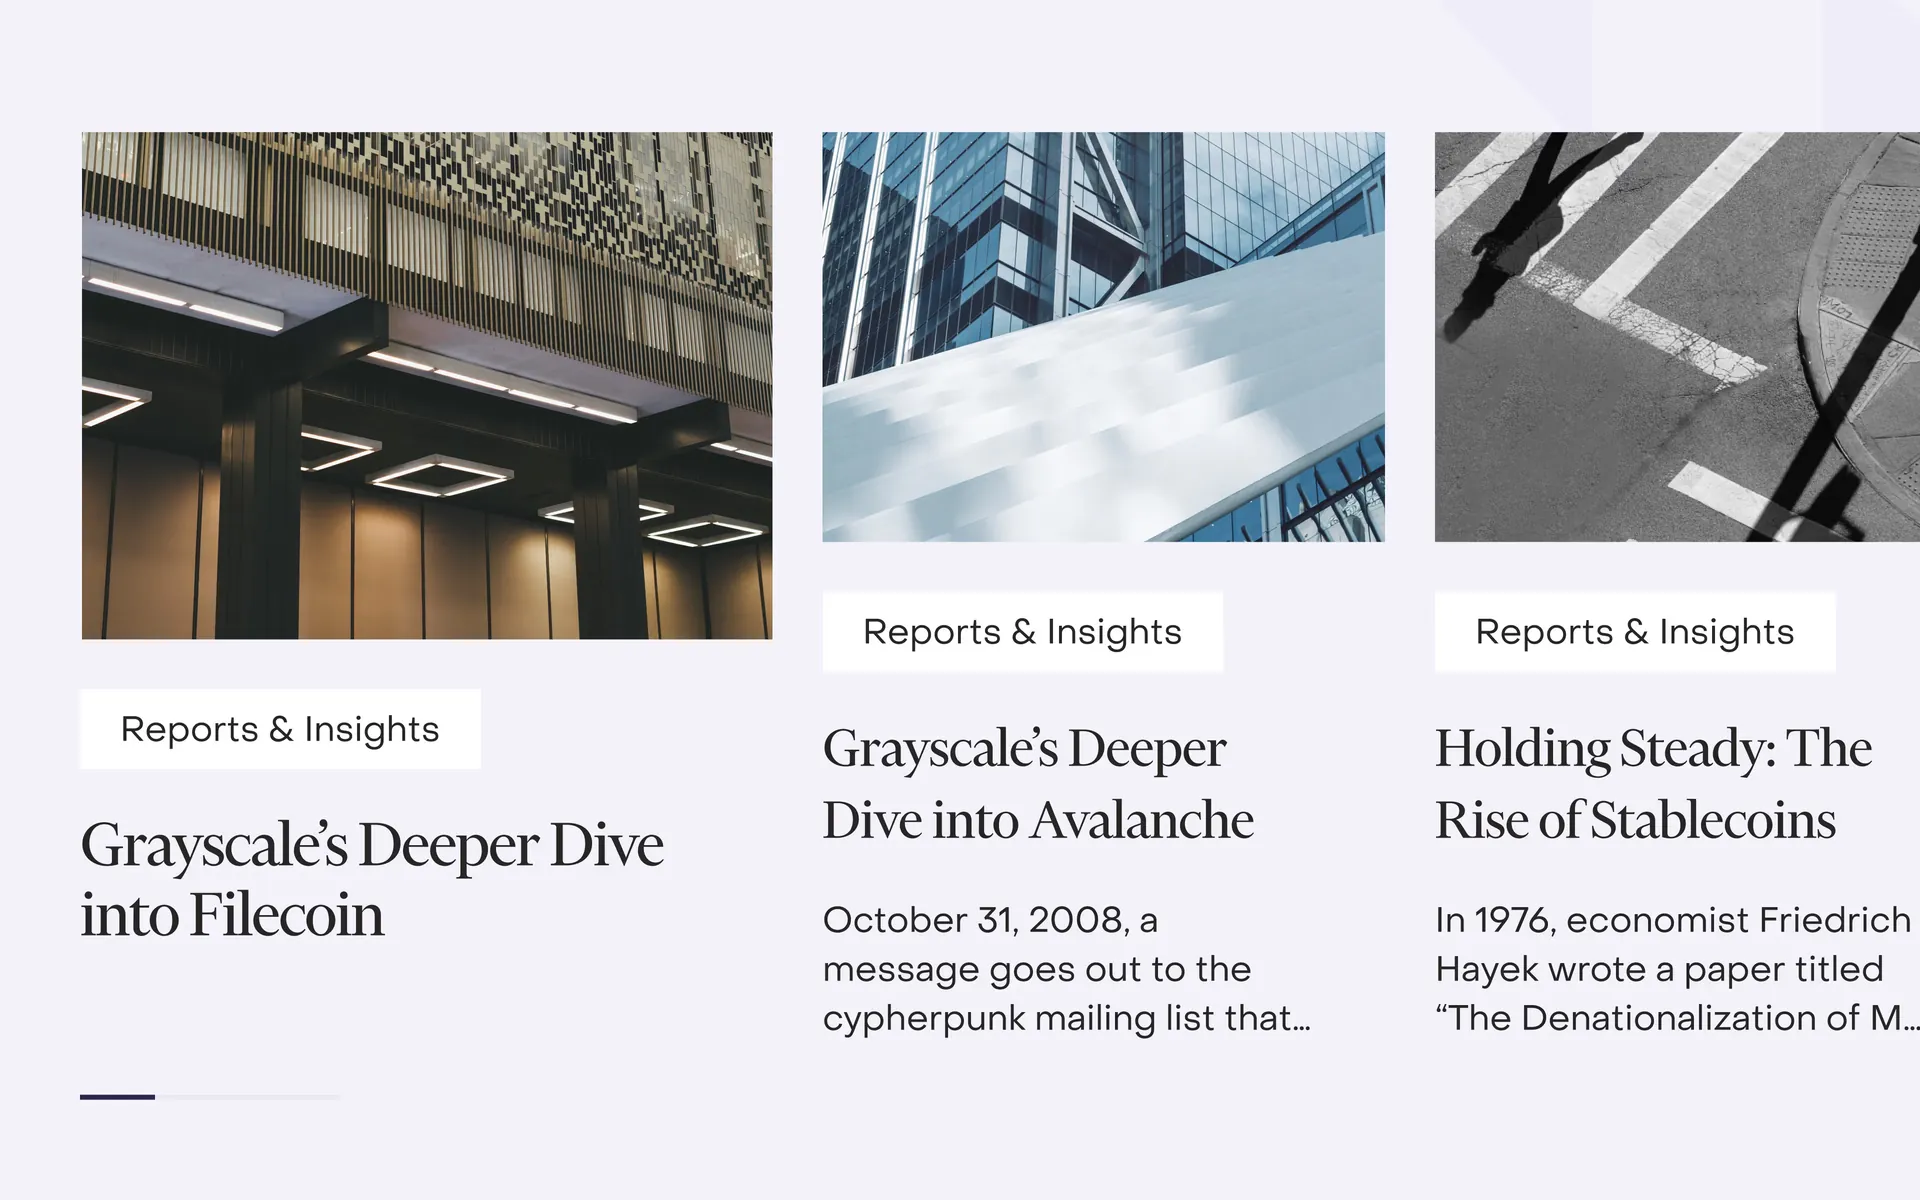 Reports & Insights
Grayscale’s Deeper Dive
into Filecoin
Reports & Insights
Grayscale’s Deeper
Dive into Avalanche
October 31, 2008, a
message goes out to the
cypherpunk mailing list that...
Reports & Insights
Holding Steady: The
Rise of Stablecoins
In 1976, economist Friedrich
Hayek wrote a paper titled
“The Denationalization of M...